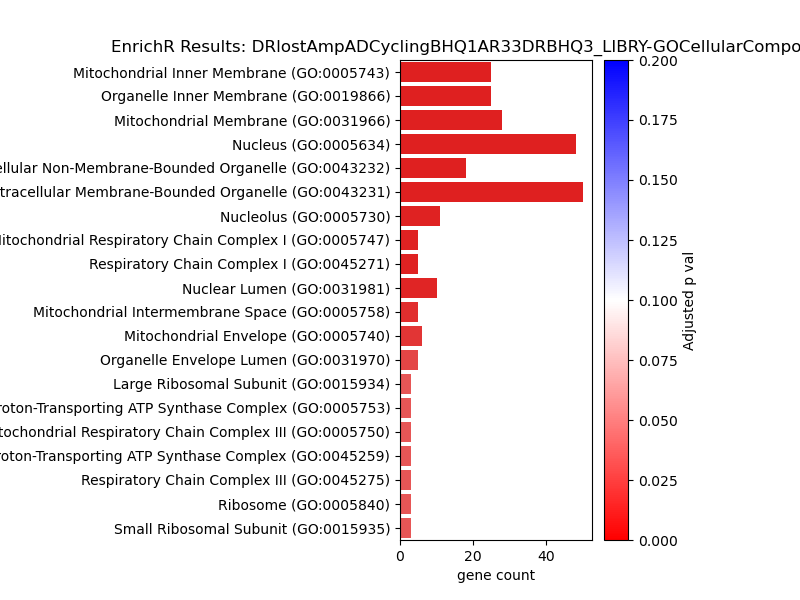 EnrichR Results: DRlostAmpADCyclingBHQ1AR33DRBHQ3_LIBRY-GOCellularCompo
Mitochondrial Inner Membrane (GO:0005743)
Organelle Inner Membrane (GO:0019866)
Mitochondrial Membrane (GO:0031966)
Nucleus (GO:0005634)
ellular Non-Membrane-Bounded Organelle (GO:0043232)
tracellular Membrane-Bounded Organelle (GO:0043231)
Nucleolus (GO:0005730)
Mitochondrial Respiratory Chain Complex I (GO:0005747)
Respiratory Chain Complex I (GO:0045271)
Nuclear Lumen (GO:0031981)
Mitochondrial Intermembrane Space (GO:0005758)
Mitochondrial Envelope (GO:0005740)
Organelle Envelope Lumen (GO:0031970)
Large Ribosomal Subunit (GO:0015934)
roton-Transporting ATP Synthase Complex (GO:0005753)
tochondrial Respiratory Chain Complex III (GO:0005750)
roton-Transporting ATP Synthase Complex (GO:0045259)
Respiratory Chain Complex III (GO:0045275)
Ribosome (GO:0005840)
Small Ribosomal Subunit (GO:0015935)
0 20 40
gene count
0.200
0.175
0.150
0.125
0.100
0.075
0.050
0.025
0.000
Adjusted p val